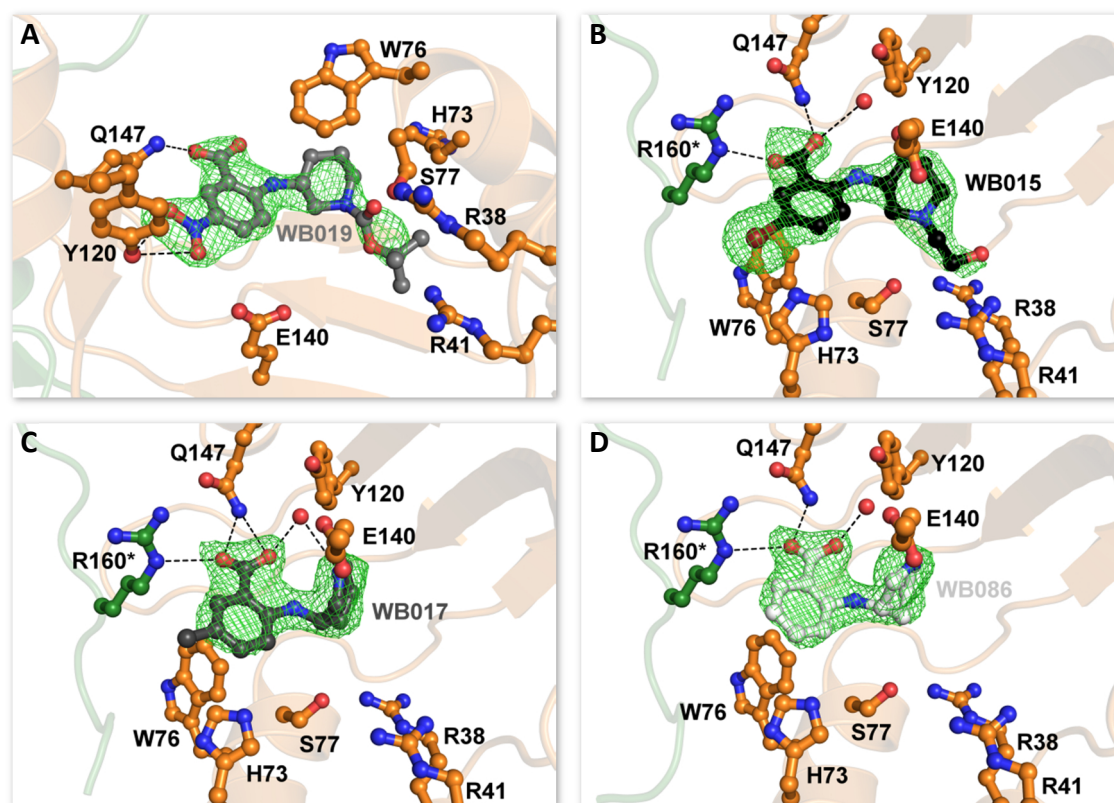 A
W76
Q147
H73
S77
R38
WB019
Y120
E140
R41
B
Q147
Y120
R160*
E140
WB015
W76
S77
R38
H73
R41
C
Q147
Y120
R160*
E140
WB017
W76
S77
R38
H73
R41
D
Q147
Y120
R160*
E140
WB086
W76
S77
R38
H73
R41